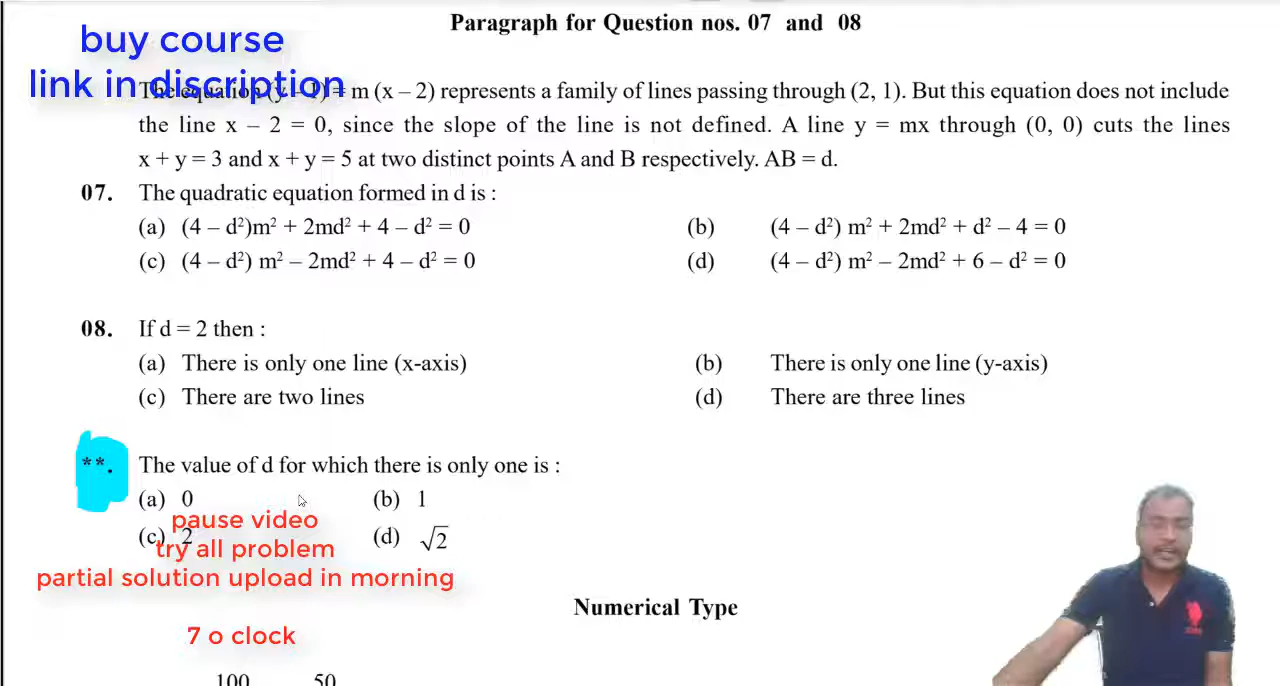 Paragraph for Question nos. 07 and 08
buy course
link in discription
The equation (y – 1) = m (x – 2) represents a family of lines passing through (2, 1). But this equation does not include
the line x – 2 = 0, since the slope of the line is not defined. A line y = mx through (0, 0) cuts the lines
x + y = 3 and x + y = 5 at two distinct points A and B respectively. AB = d.
07. The quadratic equation formed in d is :
(a) (4 – d²)m² + 2md² + 4 – d² = 0 (b) (4 – d²) m² + 2md² + d² – 4 = 0
(c) (4 – d²) m² – 2md² + 4 – d² = 0 (d) (4 – d²) m² – 2md² + 6 – d² = 0
08. If d = 2 then :
(a) There is only one line (x-axis) (b) There is only one line (y-axis)
(c) There are two lines (d) There are three lines
**. The value of d for which there is only one is :
(a) 0 (b) 1
pause video
(c) 2 (d) √2
try all problem
partial solution upload in morning
Numerical Type
7 o clock
100 50